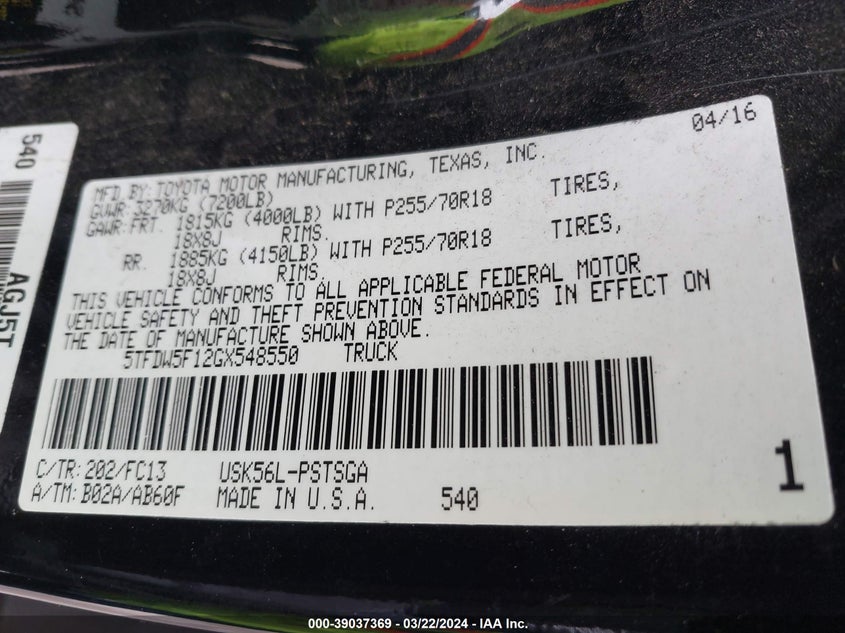 540
AGJ5T
04/16
MFD BY: TOYOTA MOTOR MANUFACTURING, TEXAS, INC.
GVWR: 3270KG (7200LB)
GAWR: FRT. 1815KG (4000LB) WITH P255/70R18 TIRES,
18X8J RIMS.
RR. 1885KG (4150LB) WITH P255/70R18 TIRES,
18X8J RIMS.
THIS VEHICLE CONFORMS TO ALL APPLICABLE FEDERAL MOTOR
VEHICLE SAFETY AND THEFT PREVENTION STANDARDS IN EFFECT ON
THE DATE OF MANUFACTURE SHOWN ABOVE.
5TFDW5F12GX548550 TRUCK
C/TR: 202/FC13 USK56L-PSTSGA
A/TM: B02A/AB60F MADE IN U.S.A. 540
1
000-39037369 - 03/22/2024 - IAA Inc.